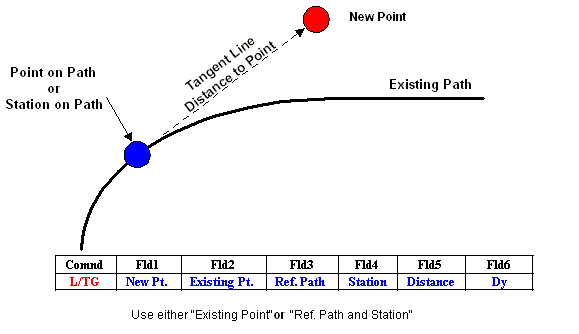 New Point
Tangent Line
Distance to Point
Point on Path
or
Station on Path
Existing Path
Comnd Fld1 Fld2 Fld3 Fld4 Fld5 Fld6
L/TG New Pt. Existing Pt. Ref. Path Station Distance Dy
Use either "Existing Point" or "Ref. Path and Station"